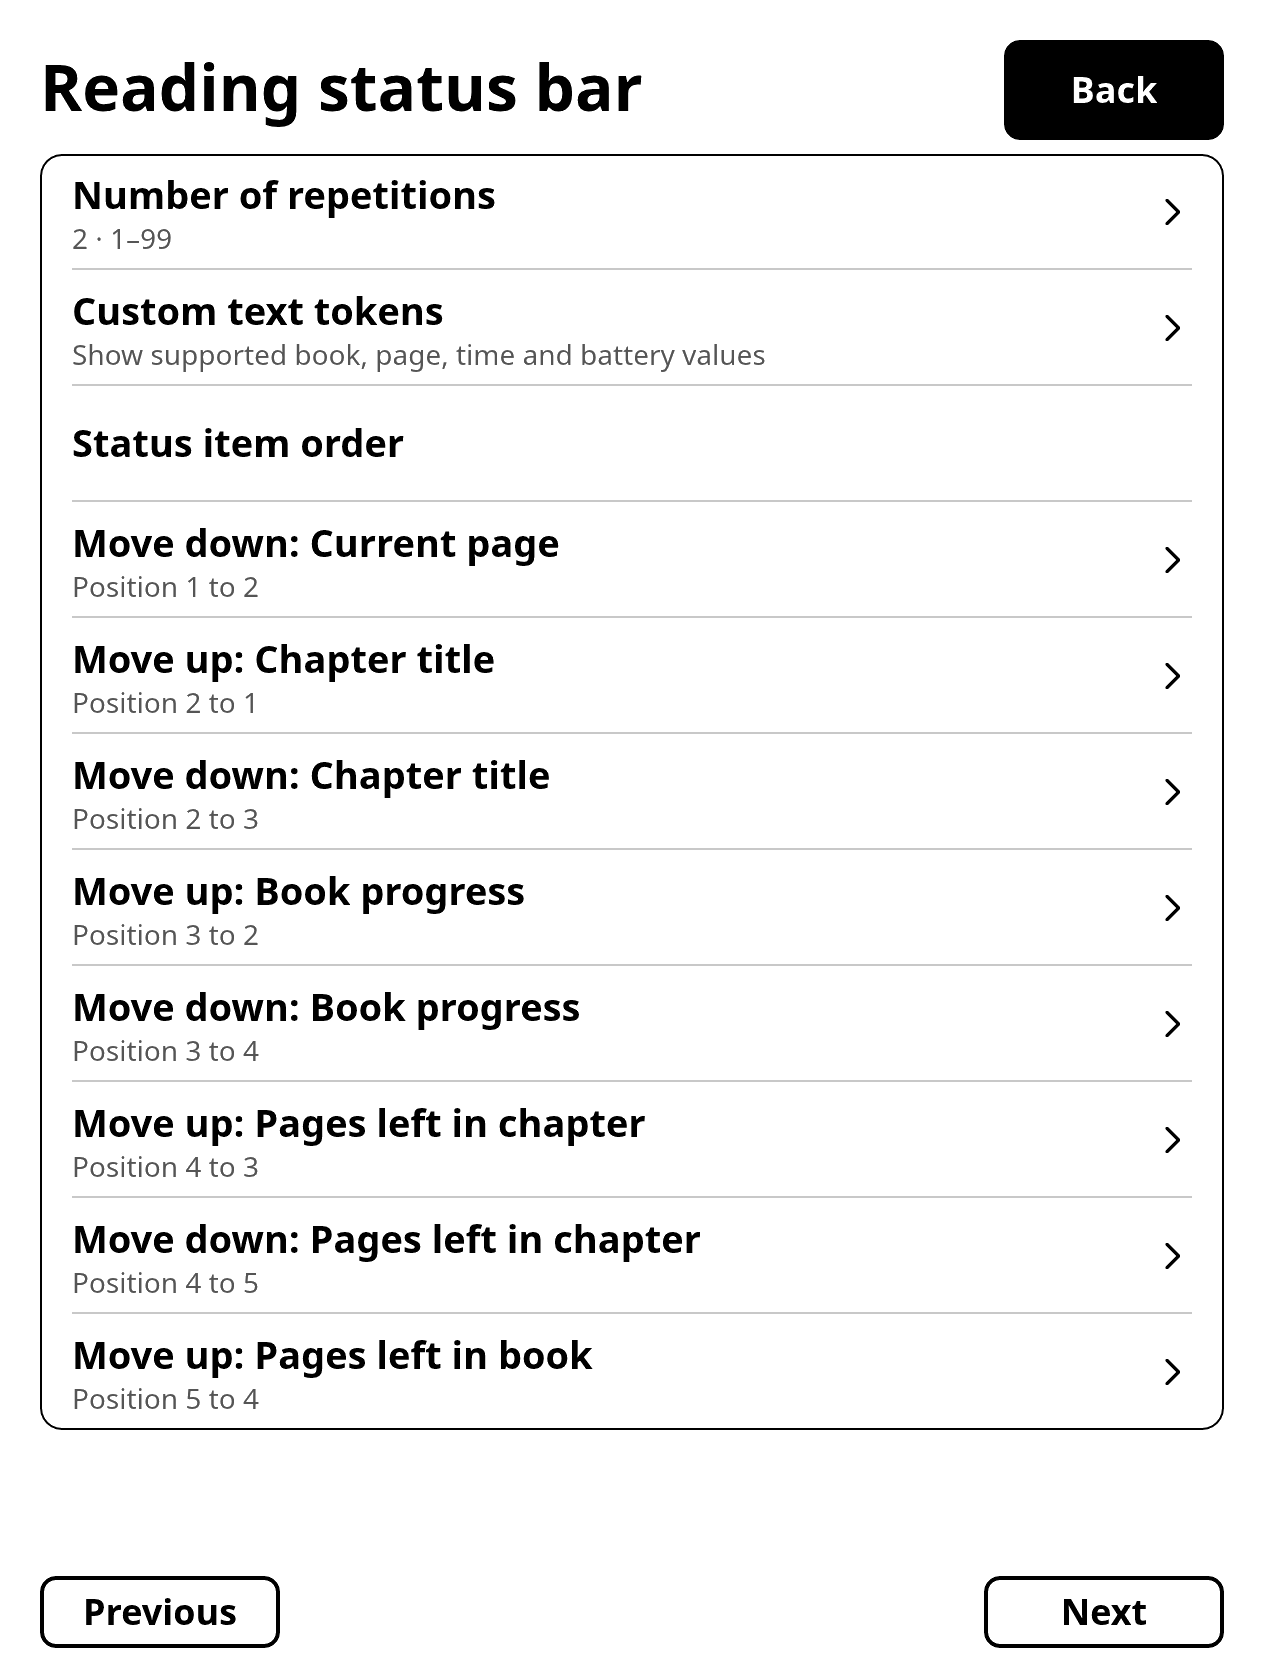 Reading status bar
Back
Number of repetitions
2 · 1–99
Custom text tokens
Show supported book, page, time and battery values
Status item order
Move down: Current page
Position 1 to 2
Move up: Chapter title
Position 2 to 1
Move down: Chapter title
Position 2 to 3
Move up: Book progress
Position 3 to 2
Move down: Book progress
Position 3 to 4
Move up: Pages left in chapter
Position 4 to 3
Move down: Pages left in chapter
Position 4 to 5
Move up: Pages left in book
Position 5 to 4
Previous
Next